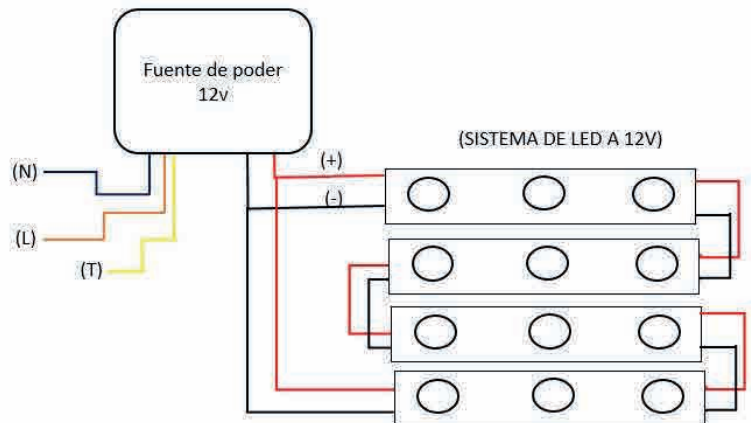 Fuente de poder
12v
(SISTEMA DE LED A 12V)
(+)
(N)
(-)
(L)
(T)